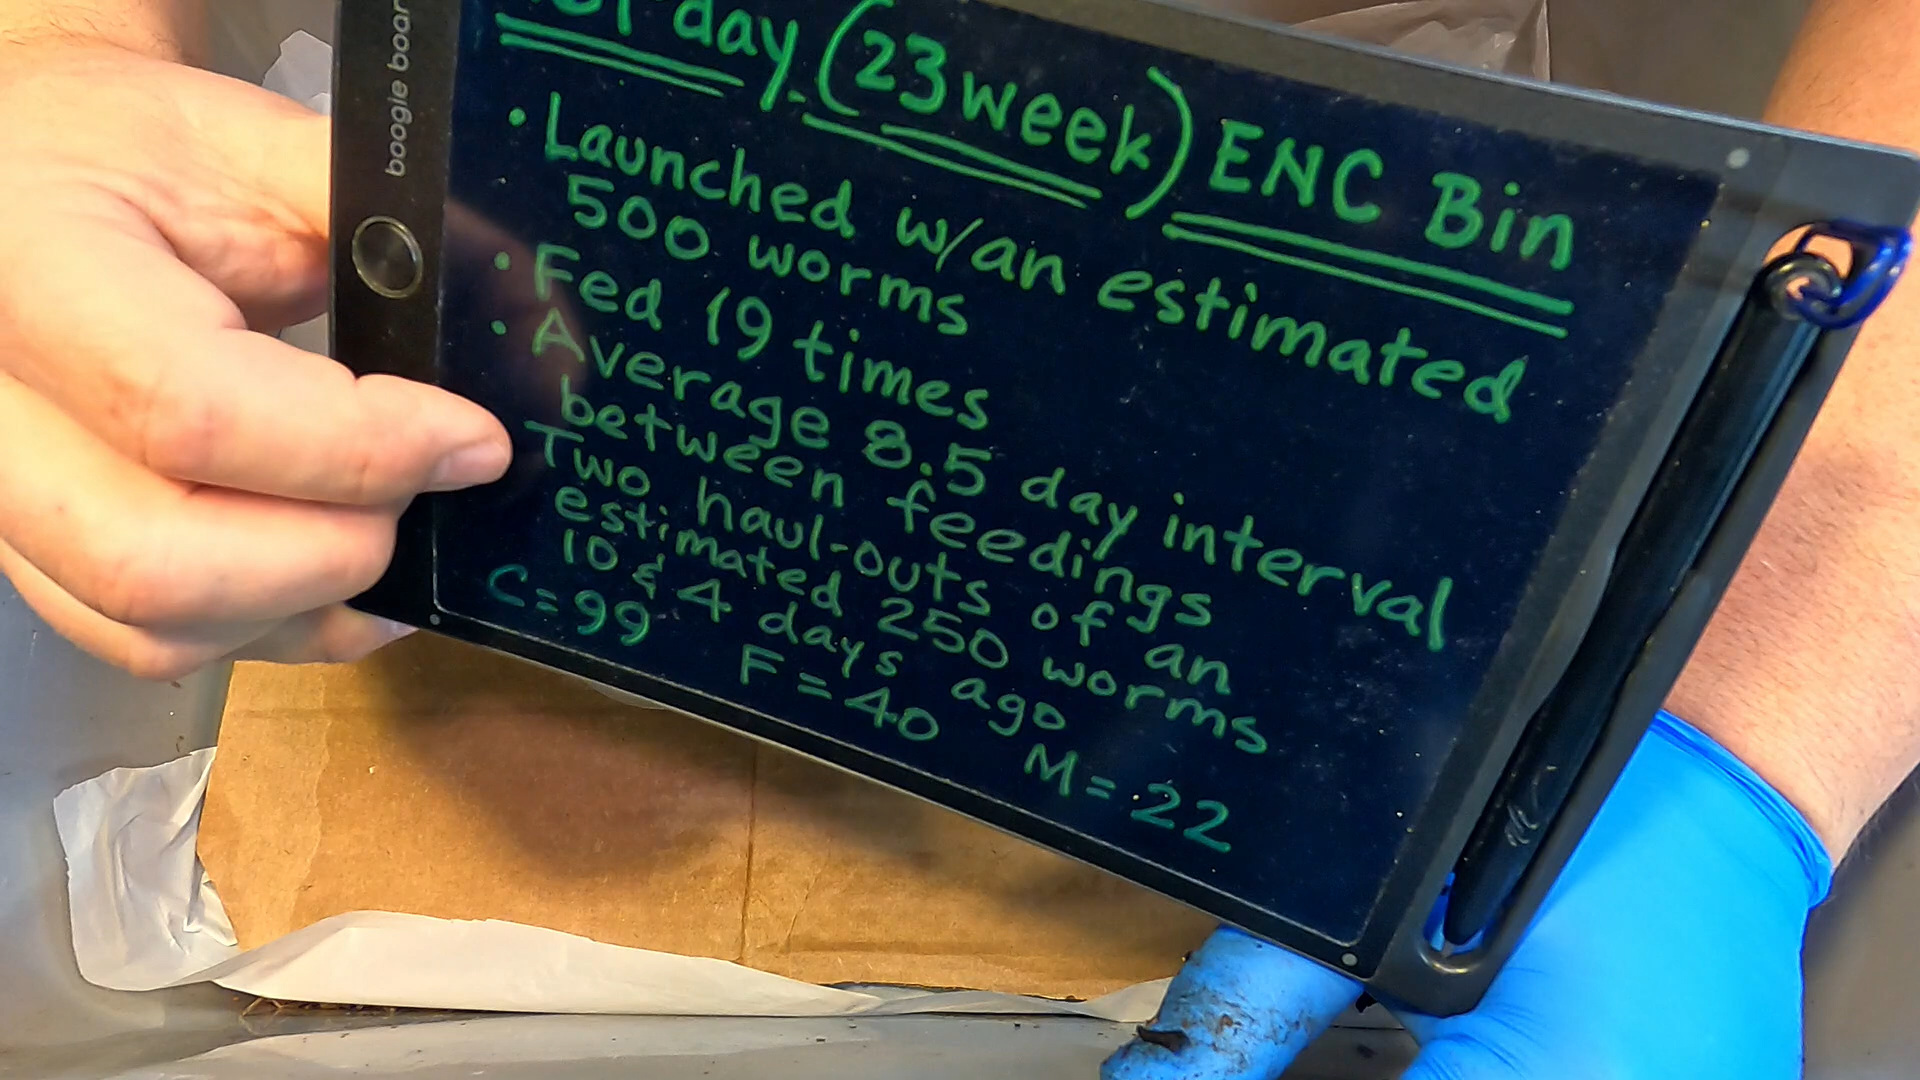 day (23 week) ENC Bin
• Launched w/an estimated
500 worms
• Fed 19 times
• Average 8.5 day interval
between feedings
Two haul-outs of an
estimated 250 worms
10 & 4 days ago
C=99 F=40 M=22
boogie boar